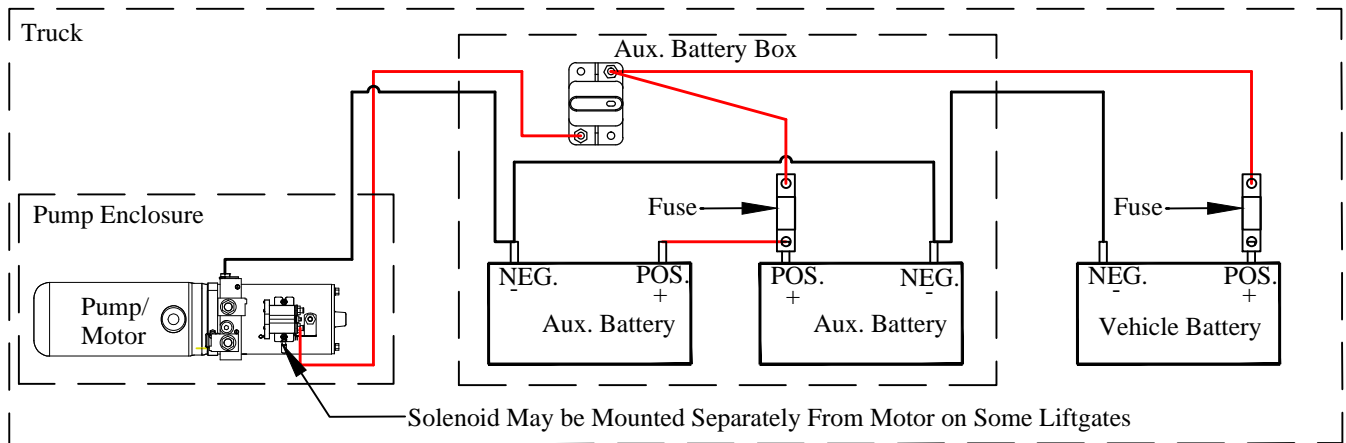 Truck
Aux. Battery Box
Pump Enclosure
Fuse
Fuse
NEG.
-
POS.
+
POS.
+
NEG.
-
NEG.
-
POS.
+
Pump/
Motor
Aux. Battery
Aux. Battery
Vehicle Battery
Solenoid May be Mounted Separately From Motor on Some Liftgates